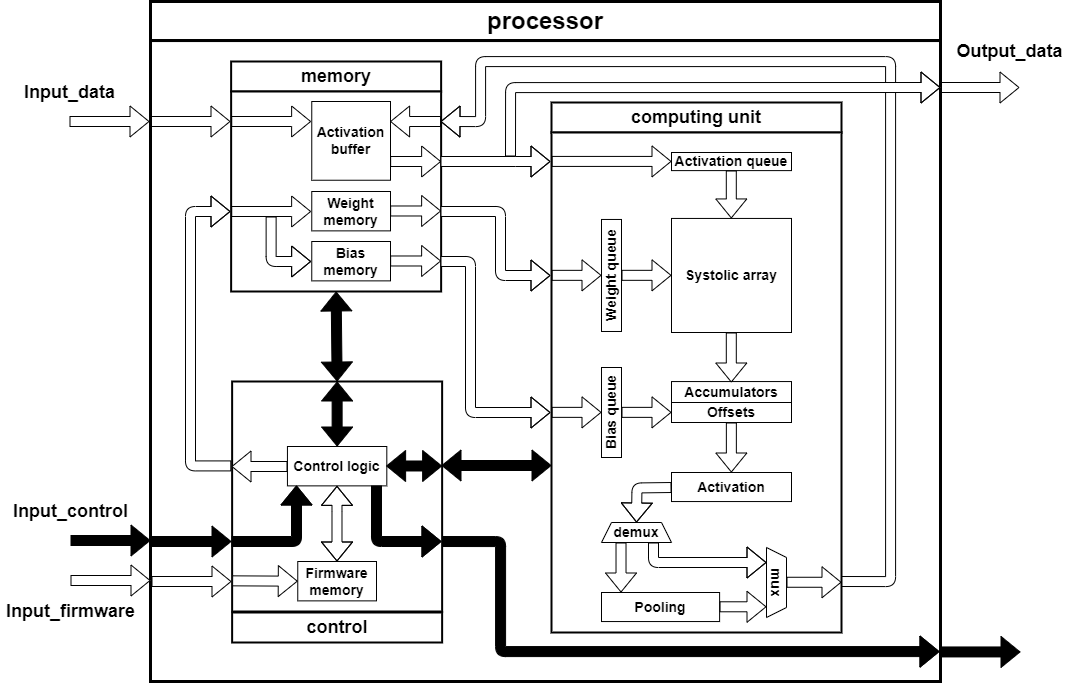 processor
Output_data
memory
Input_data
computing unit
Activation
buffer
Activation queue
Weight
memory
Bias
memory
Weight queue
Systolic array
Accumulators
Offsets
Bias queue
Control logic
Activation
Input_control
demux
Firmware
memory
mux
Input_firmware
Pooling
control